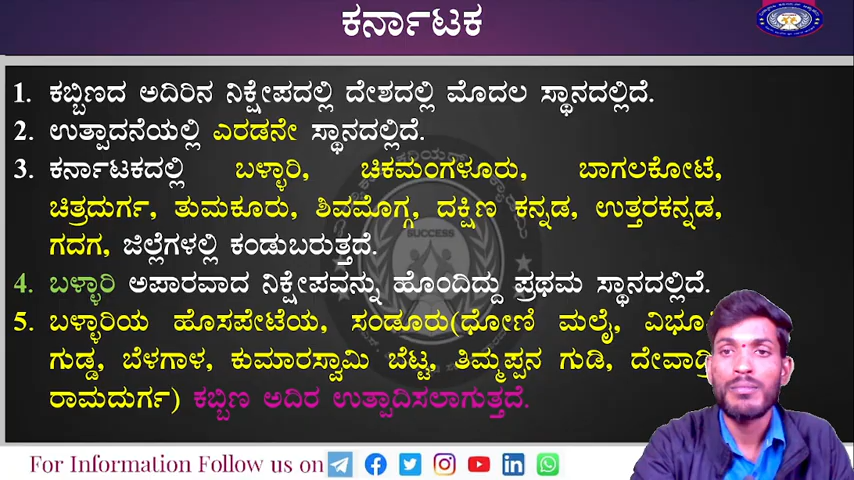 ಕರ್ನಾಟಕ
1. ಕಬ್ಬಿಣದ ಅದಿರಿನ ನಿಕ್ಷೇಪದಲ್ಲಿ ದೇಶದಲ್ಲಿ ಮೊದಲ ಸ್ಥಾನದಲ್ಲಿದೆ.
2. ಉತ್ಪಾದನೆಯಲ್ಲಿ ಎರಡನೇ ಸ್ಥಾನದಲ್ಲಿದೆ.
3. ಕರ್ನಾಟಕದಲ್ಲಿ ಬಳ್ಳಾರಿ, ಚಿಕಮಂಗಳೂರು, ಬಾಗಲಕೋಟೆ,
ಚಿತ್ರದುರ್ಗ, ತುಮಕೂರು, ಶಿವಮೊಗ್ಗ, ದಕ್ಷಿಣ ಕನ್ನಡ, ಉತ್ತರಕನ್ನಡ,
ಗದಗ, ಜಿಲ್ಲೆಗಳಲ್ಲಿ ಕಂಡುಬರುತ್ತದೆ.
4. ಬಳ್ಳಾರಿ ಅಪಾರವಾದ ನಿಕ್ಷೇಪವನ್ನು ಹೊಂದಿದ್ದು ಪ್ರಥಮ ಸ್ಥಾನದಲ್ಲಿದೆ.
5. ಬಳ್ಳಾರಿಯ ಹೊಸಪೇಟೆಯ, ಸಂಡೂರು(ಧೋಣಿ ಮಲೈ,
ಗುಡ್ಡ, ಬೆಳಗಾಳ, ಕುಮಾರಸ್ವಾಮಿ ಬೆಟ್ಟ, ತಿಮ್ಮಪ್ಪನ ಗುಡಿ,
ರಾಮದುರ್ಗ) ಕಬ್ಬಿಣ ಅದಿರ ಉತ್ಪಾದಿಸಲಾಗುತ್ತದೆ.
SUCCESS
For Information Follow us on